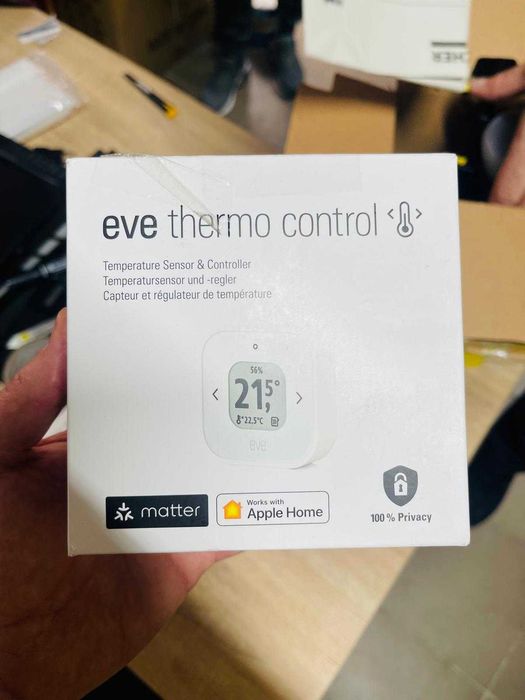 eve thermo control
Temperature Sensor & Controller
Temperatursensor und -regler
Capteur et régulateur de température
56%
21,5°
22.5°C
eve
matter
Works with
Apple Home
100% Privacy